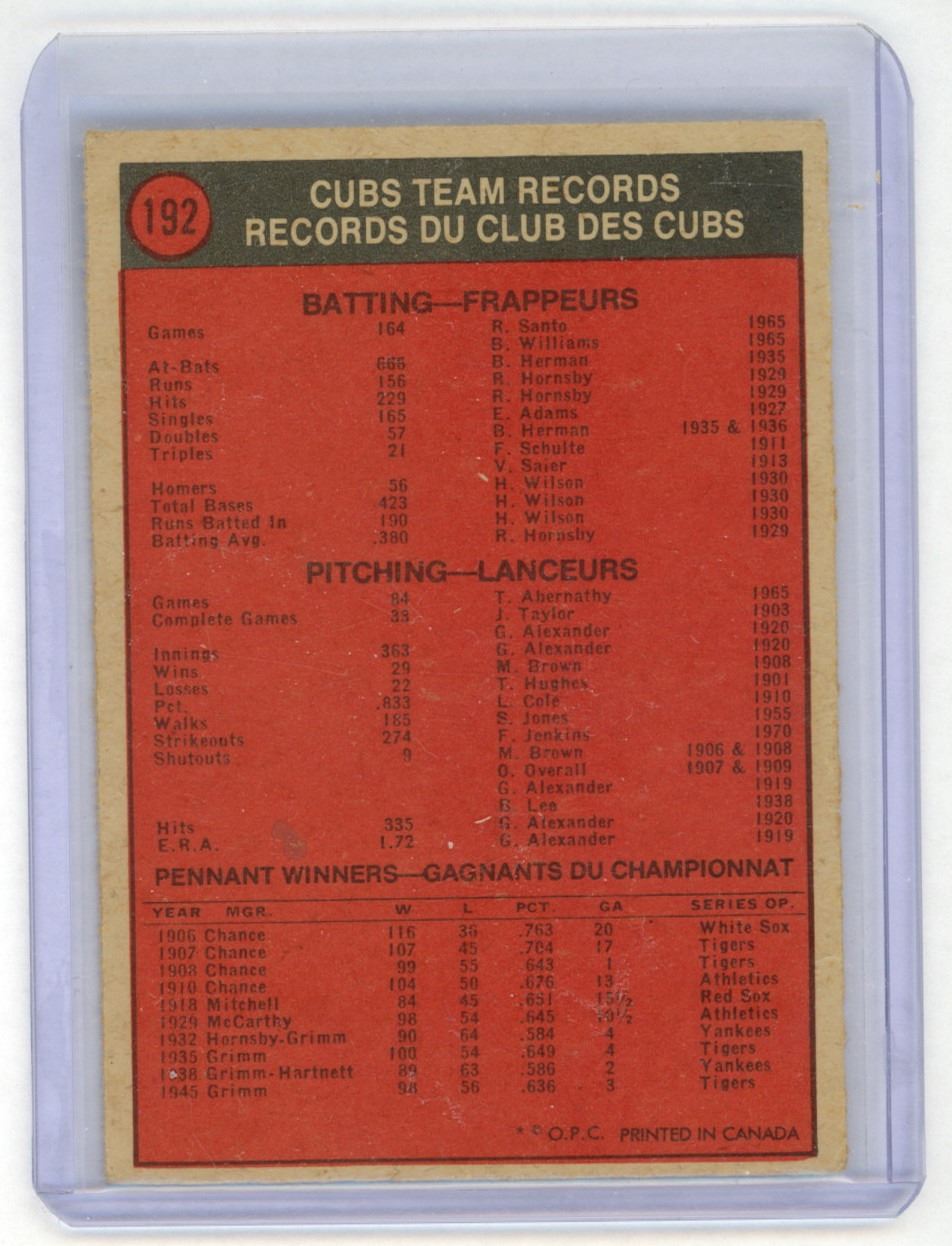 192
CUBS TEAM RECORDS
RECORDS DU CLUB DES CUBS
BATTING—FRAPPEURS
Games 164 R. Santo 1965
B. Williams 1965
At-Bats 666 B. Herman 1935
Runs 156 R. Hornsby 1929
Hits 229 R. Hornsby 1929
Singles 165 E. Adams 1927
Doubles 57 B. Herman 1935 & 1936
Triples 21 F. Schulte 1911
V. Saier 1913
Homers 56 H. Wilson 1930
Total Bases 423 H. Wilson 1930
Runs Batted In 190 H. Wilson 1930
Batting Avg. .380 R. Hornsby 1929
PITCHING—LANCEURS
Games 84 T. Abernathy 1965
Complete Games 33 J. Taylor 1903
G. Alexander 1920
Innings 363 G. Alexander 1920
Wins 29 M. Brown 1908
Losses 22 T. Hughes 1901
Pct. .833 L. Cole 1910
Walks 185 S. Jones 1955
Strikeouts 274 F. Jenkins 1970
Shutouts 9 M. Brown 1906 & 1908
O. Overall 1907 & 1909
G. Alexander 1919
B. Lee 1938
Hits 335 G. Alexander 1920
E.R.A. 1.72 G. Alexander 1919
PENNANT WINNERS—GAGNANTS DU CHAMPIONNAT
YEAR MGR. W L PCT. GA SERIES OP.
1906 Chance 116 36 .763 20 White Sox
1907 Chance 107 45 .704 17 Tigers
1908 Chance 99 55 .643 1 Tigers
1910 Chance 104 50 .676 13 Athletics
1918 Mitchell 84 45 .651 15½ Red Sox
1929 McCarthy 98 54 .645 10½ Athletics
1932 Hornsby-Grimm 90 64 .584 4 Yankees
1935 Grimm 100 54 .649 4 Tigers
1938 Grimm-Hartnett 89 63 .586 2 Yankees
1945 Grimm 98 56 .636 3 Tigers
* © O.P.C. PRINTED IN CANADA